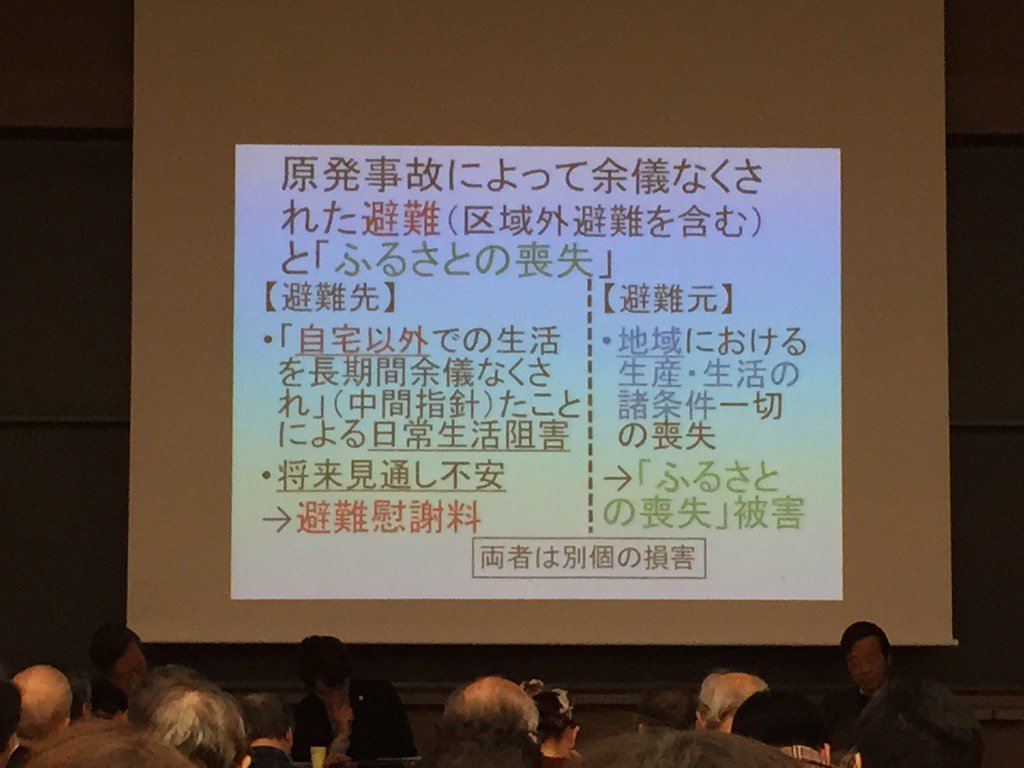 原発事故によって余儀なくさ
れた避難(区域外避難を含む)
と「ふるさとの喪失」
【避難先】
・「自宅以外での生活
を長期間余儀なくさ
れ」(中間指針)たこと
による日常生活阻害
・将来見通し不安
→避難慰謝料
【避難元】
・地域における
生産・生活の
諸条件一切
の喪失
→「ふるさと
の喪失」被害
両者は別個の損害